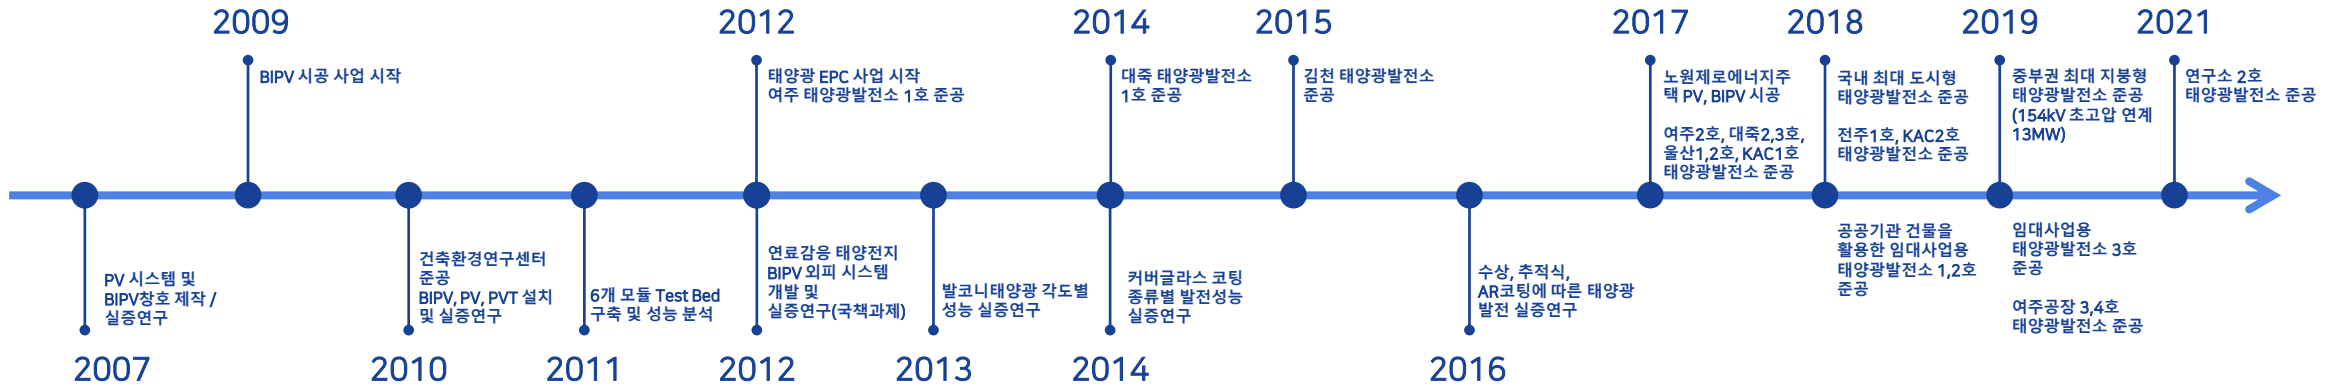 2009
BIPV 시공 사업 시작
2012
태양광 EPC 사업 시작
여주 태양광발전소 1호 준공
2014
대죽 태양광발전소
1호 준공
2015
김천 태양광발전소
준공
2017
노원제로에너지주
택 PV, BIPV 시공
여주2호, 대죽2,3호,
울산1,2호, KAC1호
태양광발전소 준공
2018
국내 최대 도시형
태양광발전소 준공
전주1호, KAC2호
태양광발전소 준공
2019
중부권 최대 지붕형
태양광발전소 준공
(154kV 초고압 연계
13MW)
2021
연구소 2호
태양광발전소 준공
PV 시스템 및
BIPV창호 제작 /
실증연구
2007
건축환경연구센터
준공
BIPV, PV, PVT 설치
및 실증연구
2010
6개 모듈 Test Bed
구축 및 성능 분석
2011
연료감응 태양전지
BIPV 외피 시스템
개발 및
실증연구(국책과제)
2012
발코니태양광 각도별
성능 실증연구
2013
커버글라스 코팅
종류별 발전성능
실증연구
2014
수상, 추적식,
AR코팅에 따른 태양광
발전 실증연구
2016
공공기관 건물을
활용한 임대사업용
태양광발전소 1,2호
준공
임대사업용
태양광발전소 3호
준공
여주공장 3,4호
태양광발전소 준공